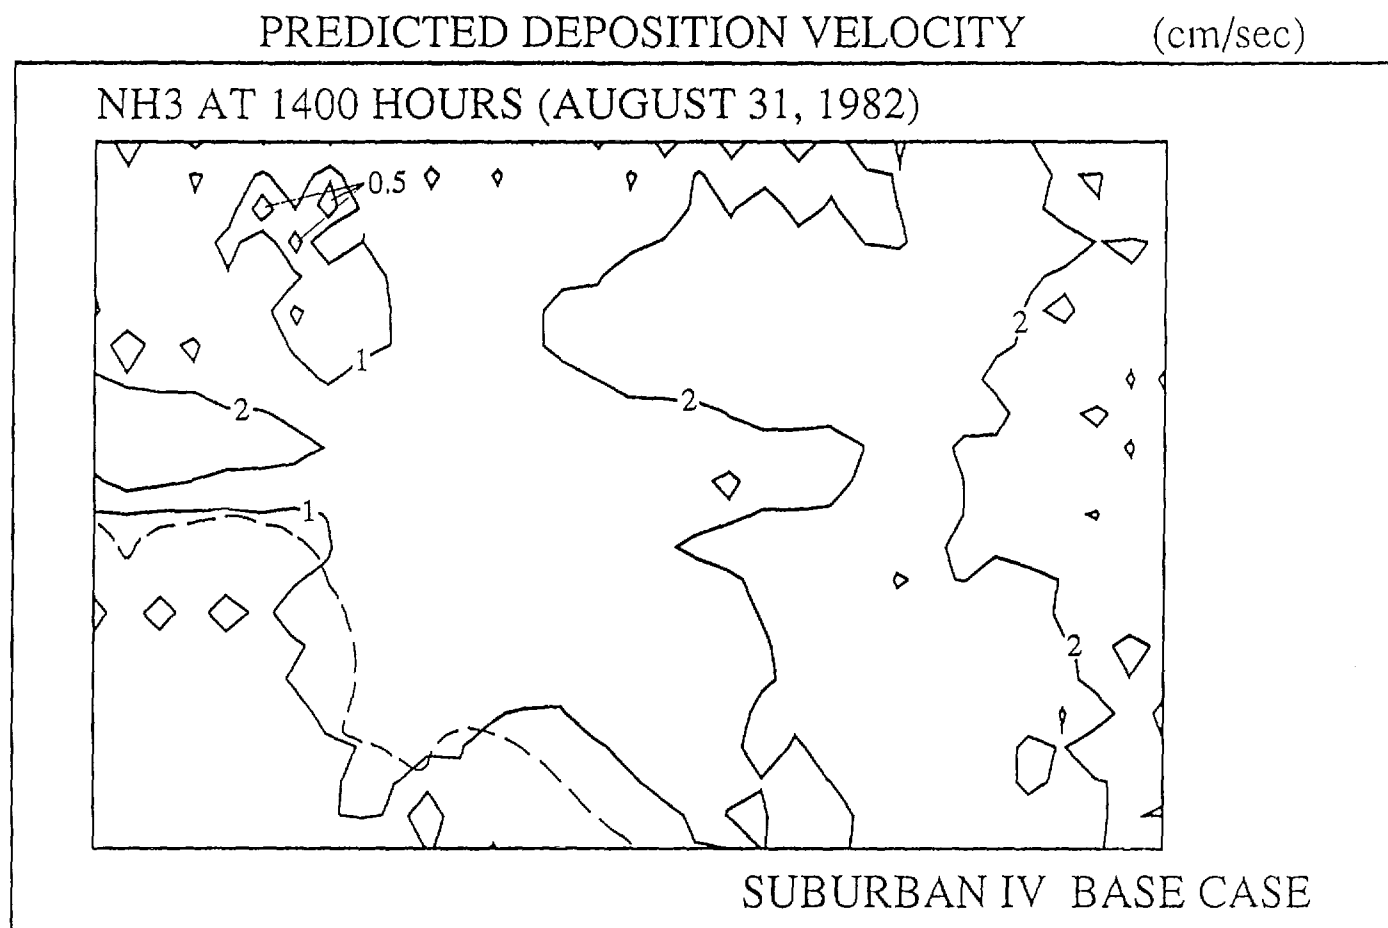 PREDICTED DEPOSITION VELOCITY (cm/sec)
NH3 AT 1400 HOURS (AUGUST 31, 1982)
0.5
2
1
2
2
1
2
SUBURBAN IV BASE CASE